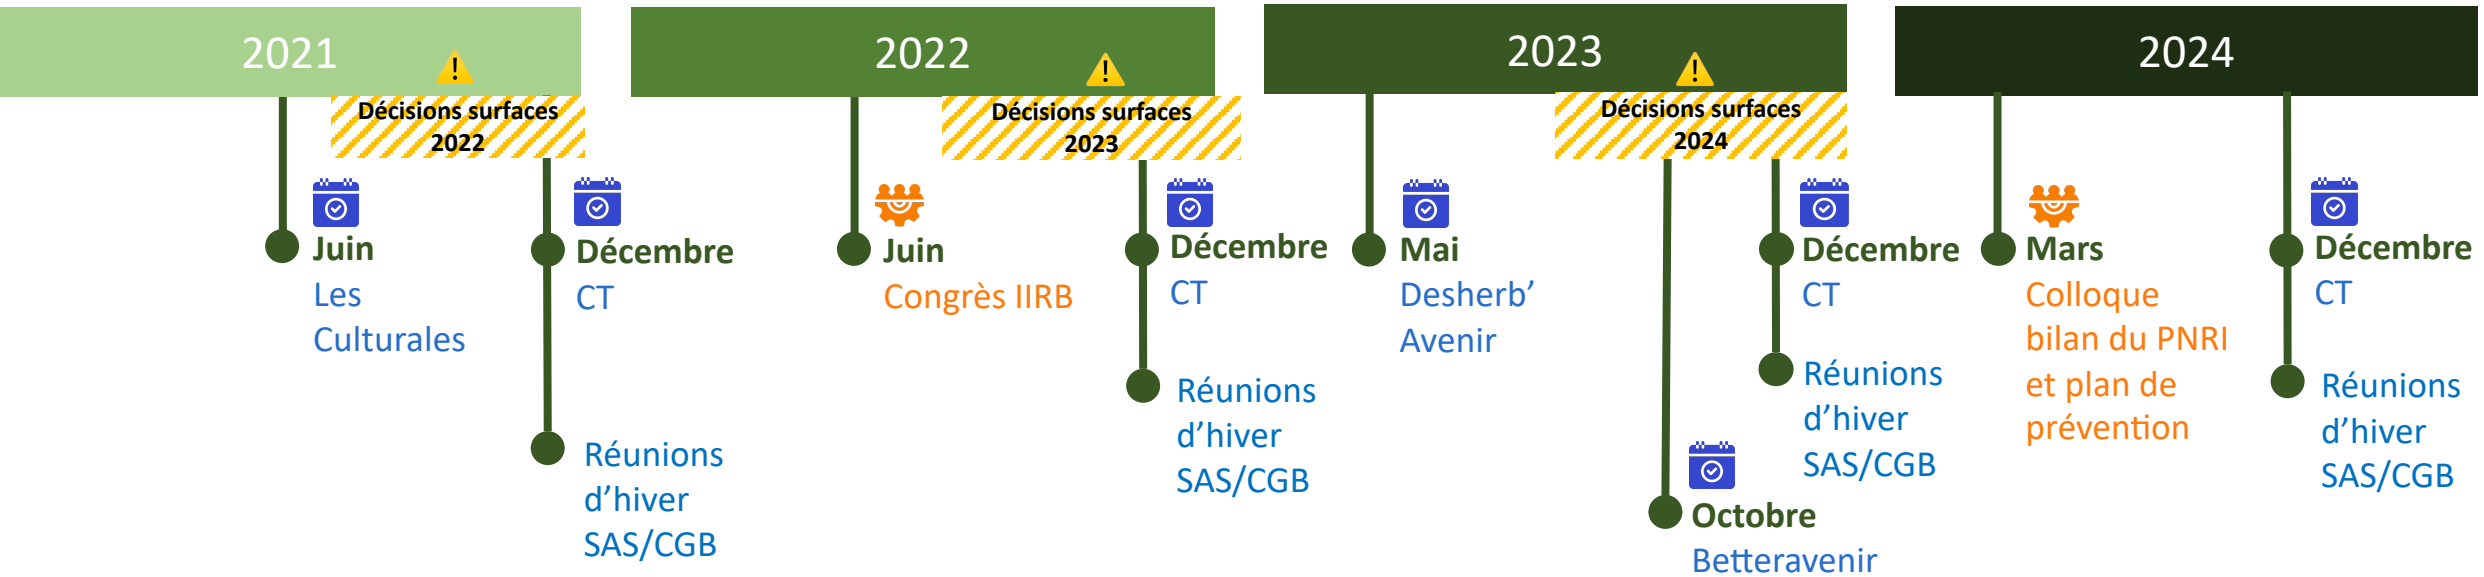 2021
Décisions surfaces
2022
Juin
Les
Culturales
Décembre
CT
Réunions
d’hiver
SAS/CGB
2022
Décisions surfaces
2023
Juin
Congrès IIRB
Décembre
CT
Réunions
d’hiver
SAS/CGB
2023
Décisions surfaces
2024
Mai
Desherb’
Avenir
Octobre
Betteravenir
Décembre
CT
Réunions
d’hiver
SAS/CGB
2024
Mars
Colloque
bilan du PNRI
et plan de
prévention
Décembre
CT
Réunions
d’hiver
SAS/CGB